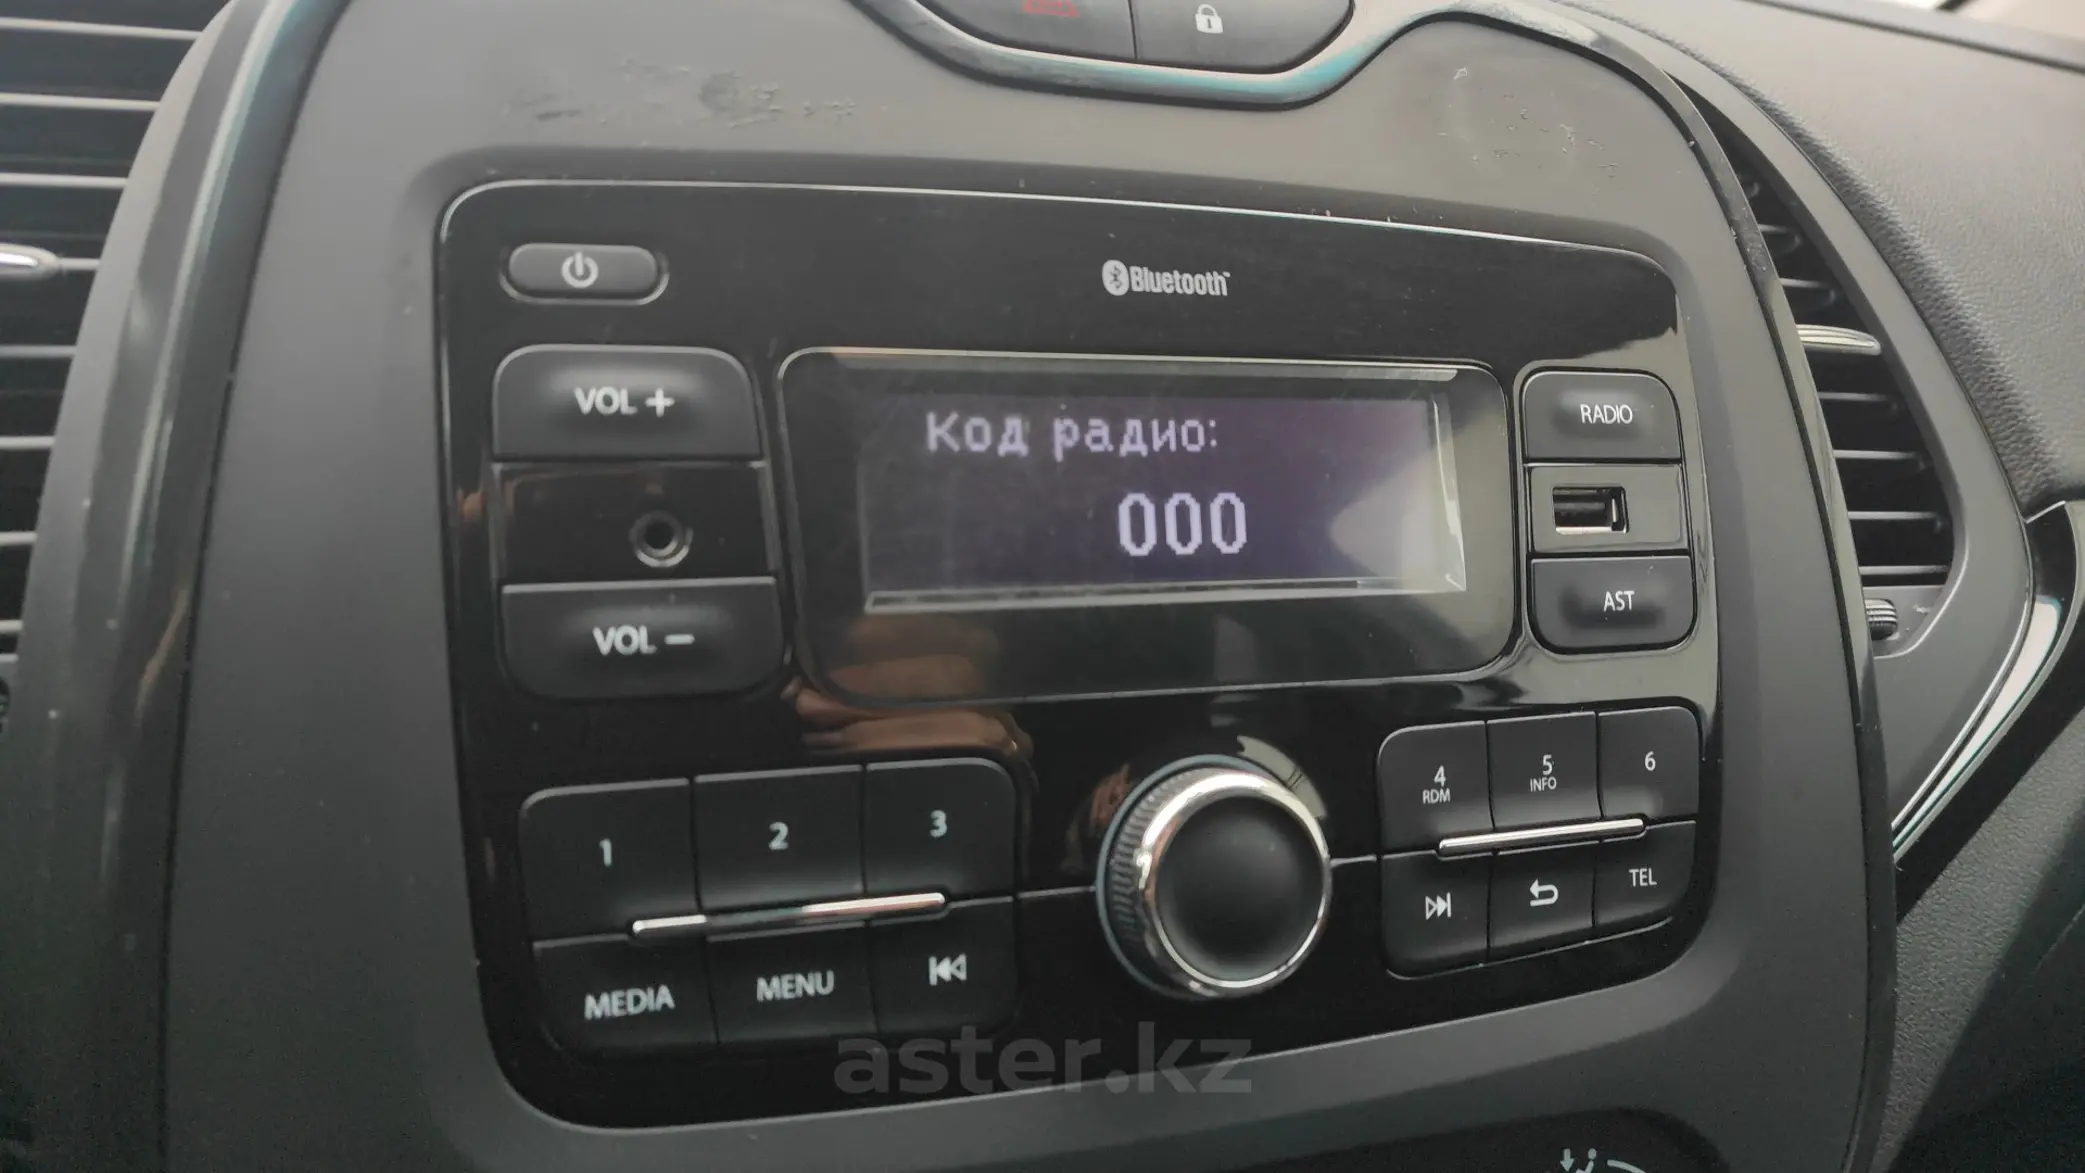 Bluetooth™
VOL +
Код радио:
000
RADIO
VOL −
AST
1
2
3
4
RDM
5
INFO
6
MEDIA
MENU
TEL
aster.kz